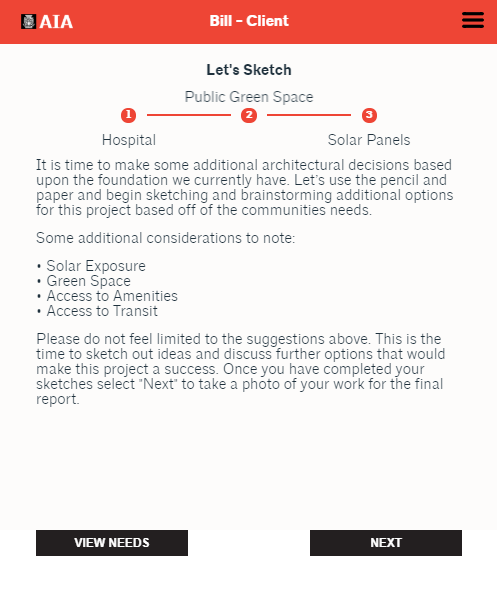 AIA
Bill – Client
Let's Sketch
Public Green Space
1 2 3
Hospital Solar Panels
It is time to make some additional architectural decisions based
upon the foundation we currently have. Let's use the pencil and
paper and begin sketching and brainstorming additional options
for this project based off of the communities needs.
Some additional considerations to note:
• Solar Exposure
• Green Space
• Access to Amenities
• Access to Transit
Please do not feel limited to the suggestions above. This is the
time to sketch out ideas and discuss further options that would
make this project a success. Once you have completed your
sketches select "Next" to take a photo of your work for the final
report.
VIEW NEEDS
NEXT